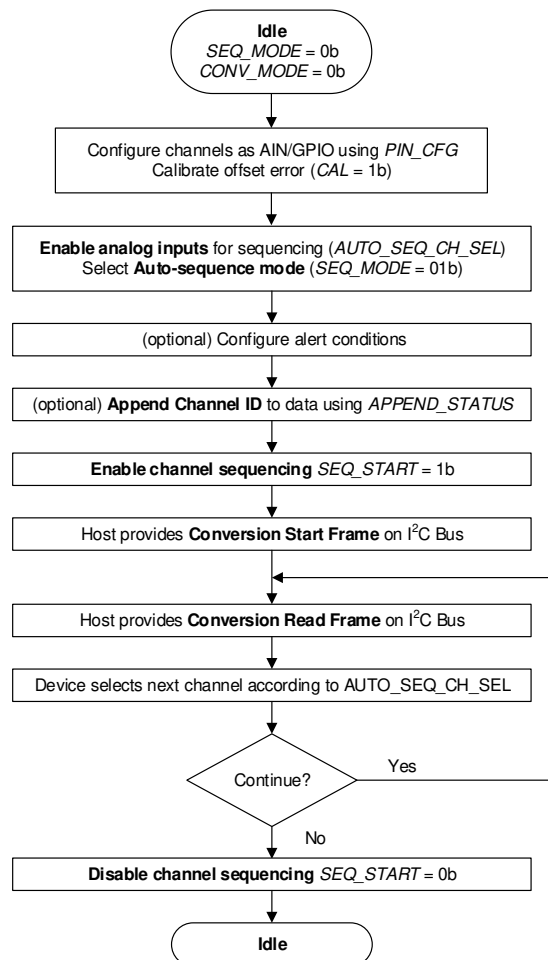 Idle
SEQ_MODE = 0b
CONV_MODE = 0b
Configure channels as AIN/GPIO using PIN_CFG
Calibrate offset error (CAL = 1b)
Enable analog inputs for sequencing (AUTO_SEQ_CH_SEL)
Select Auto-sequence mode (SEQ_MODE = 01b)
(optional) Configure alert conditions
(optional) Append Channel ID to data using APPEND_STATUS
Enable channel sequencing SEQ_START = 1b
Host provides Conversion Start Frame on I²C Bus
Host provides Conversion Read Frame on I²C Bus
Device selects next channel according to AUTO_SEQ_CH_SEL
Continue?
Yes
No
Disable channel sequencing SEQ_START = 0b
Idle